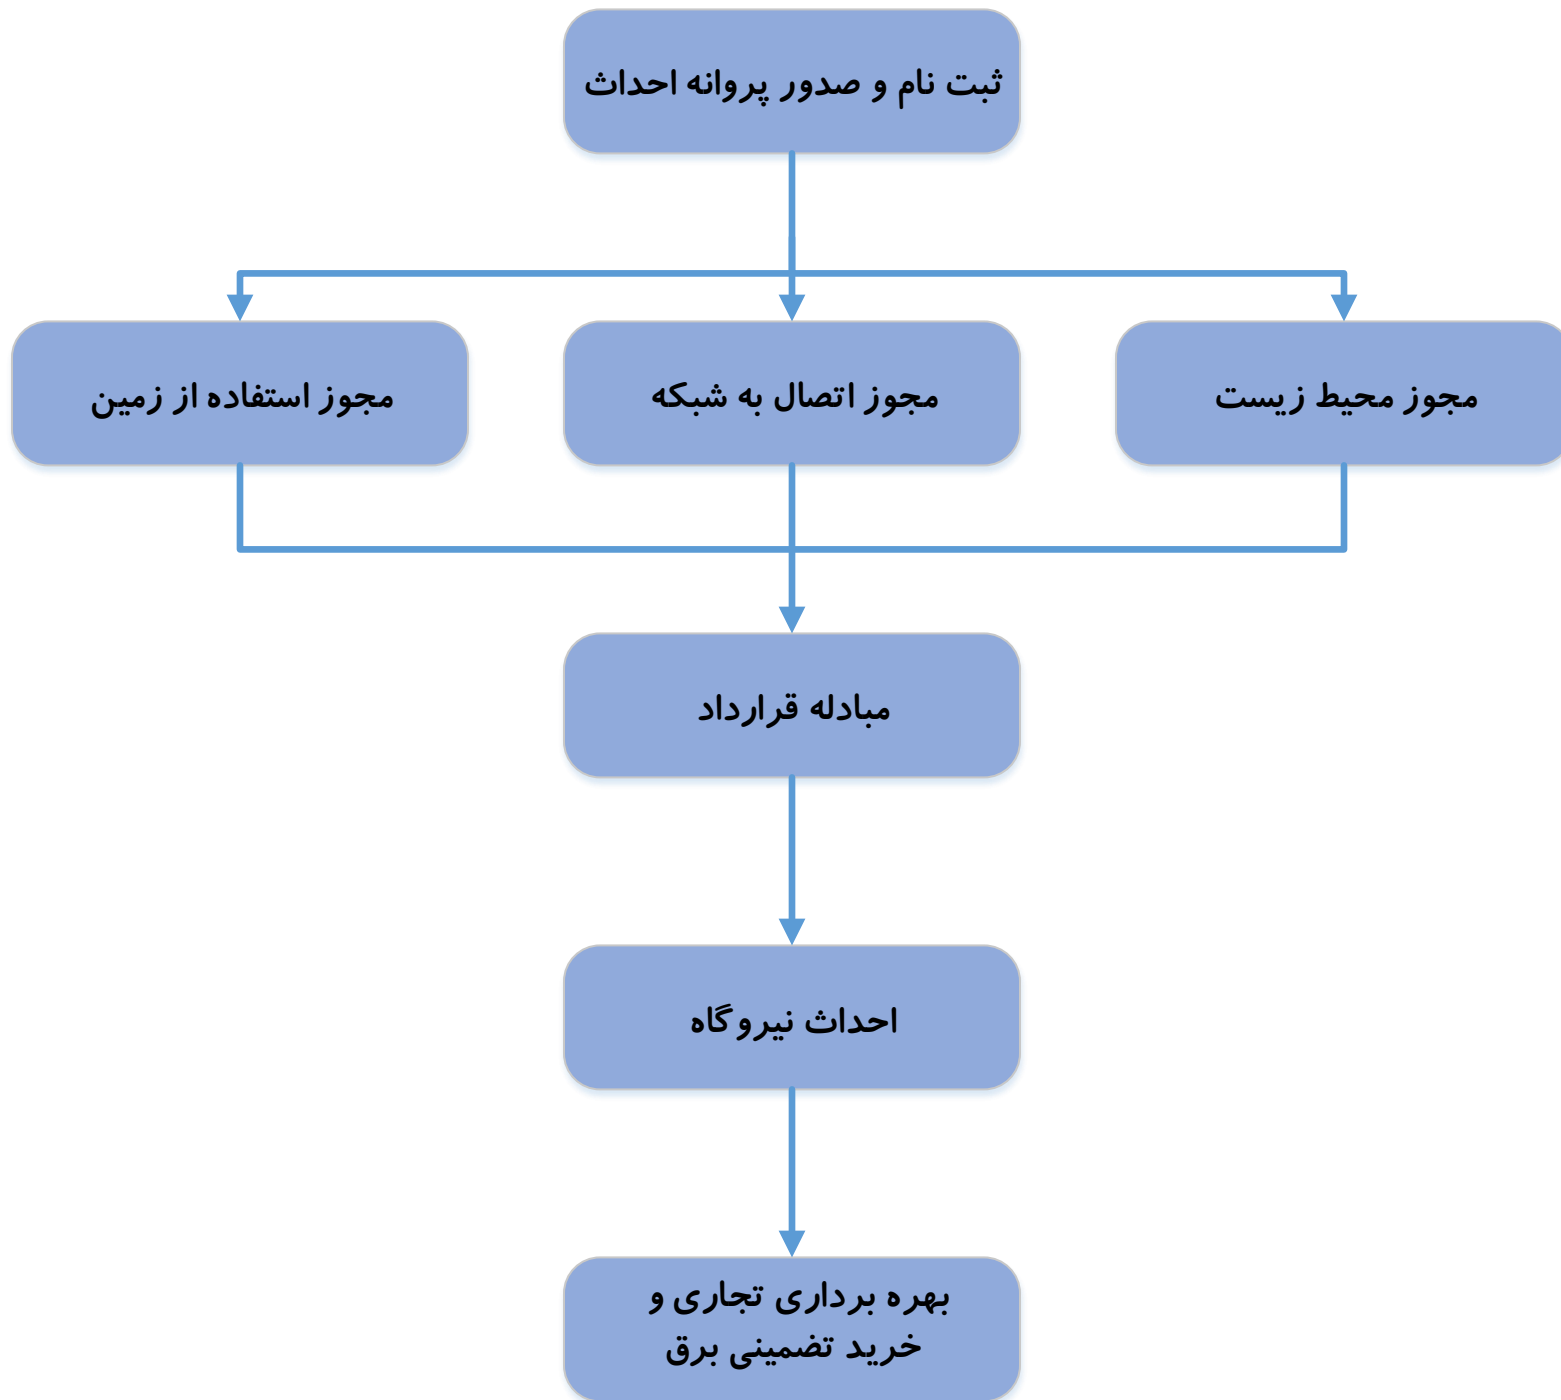 ثبت نام و صدور پروانه احداث
مجوز محیط زیست
مجوز اتصال به شبکه
مجوز استفاده از زمین
مبادله قرارداد
احداث نیروگاه
بهره برداری تجاری و
خرید تضمینی برق